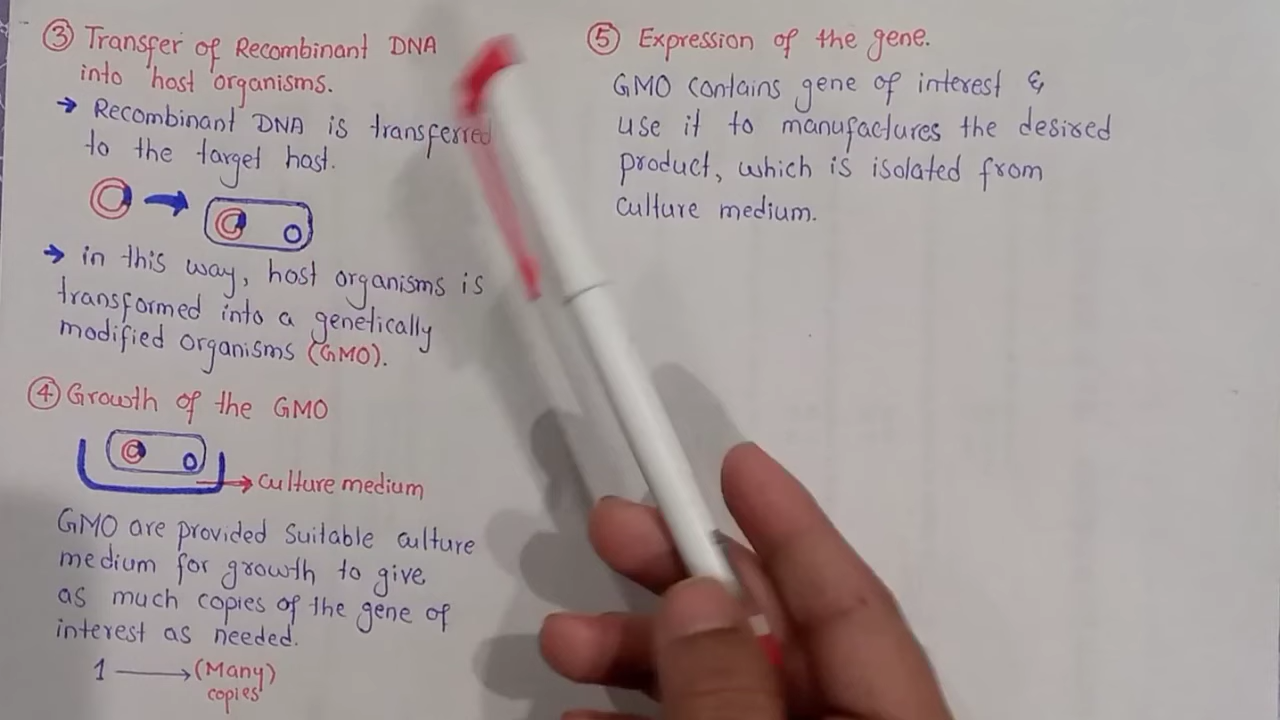 ③ Transfer of Recombinant DNA
into host organisms.
→ Recombinant DNA is transferred
to the target host.
→ in this way, host organisms is
transformed into a genetically
modified organisms (GMO).
④ Growth of the GMO
→ Culture medium
GMO are provided Suitable culture
medium for growth to give
as much copies of the gene of
interest as needed.
1 → (Many)
copies
⑤ Expression of the gene.
GMO contains gene of interest &
use it to manufactures the desired
product, which is isolated from
culture medium.